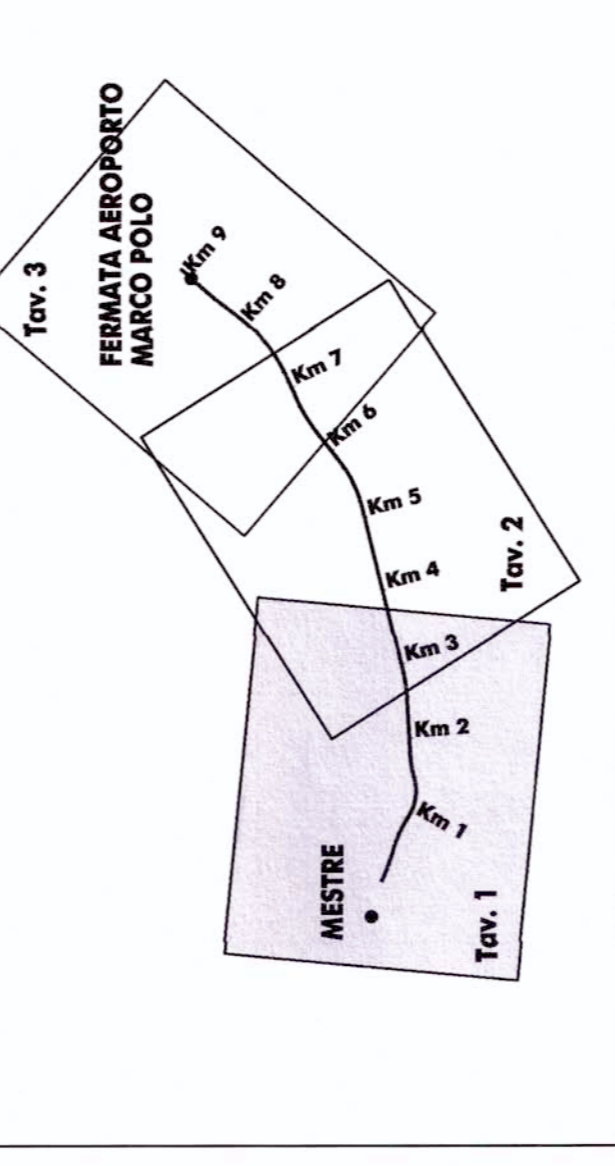 Tav. 3
FERMATA AEROPORTO
MARCO POLO
Km 9
Km 8
Km 7
Km 6
Km 5
Tav. 2
Km 4
Km 3
Km 2
Km 1
MESTRE
Tav. 1